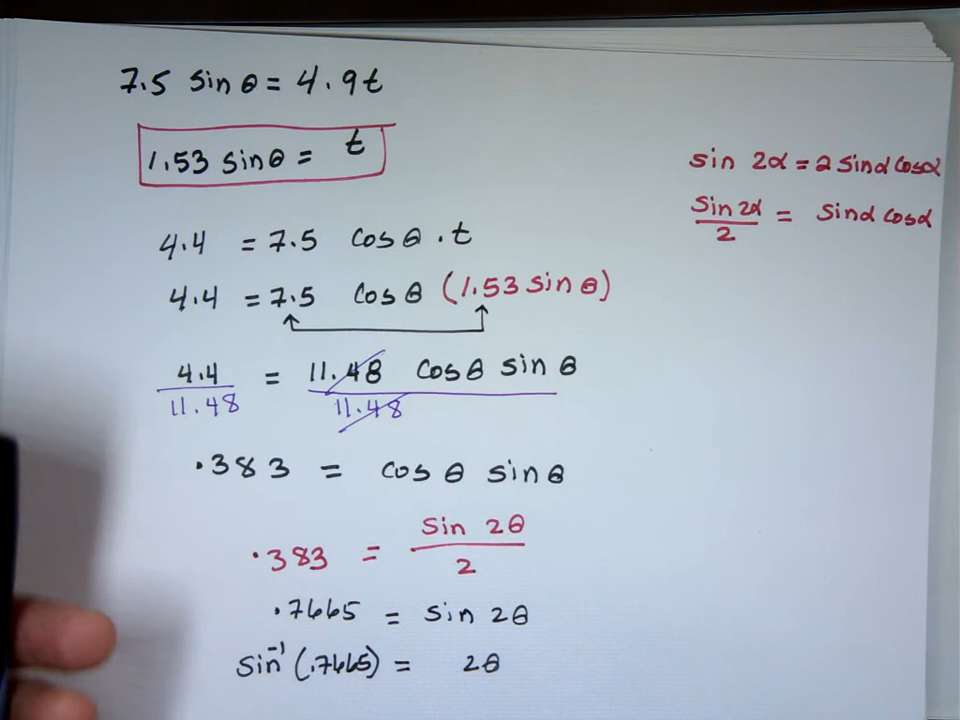 7.5 sin θ = 4.9t
1.53 sin θ = t
sin 2α = 2 sin α cos α
sin 2α / 2 = sin α cos α
4.4 = 7.5 cos θ . t
4.4 = 7.5 cos θ (1.53 sin θ)
4.4 / 11.48 = 11.48 cos θ sin θ / 11.48
.383 = cos θ sin θ
.383 = sin 2θ / 2
.7665 = sin 2θ
sin⁻¹ (.7665) = 2θ